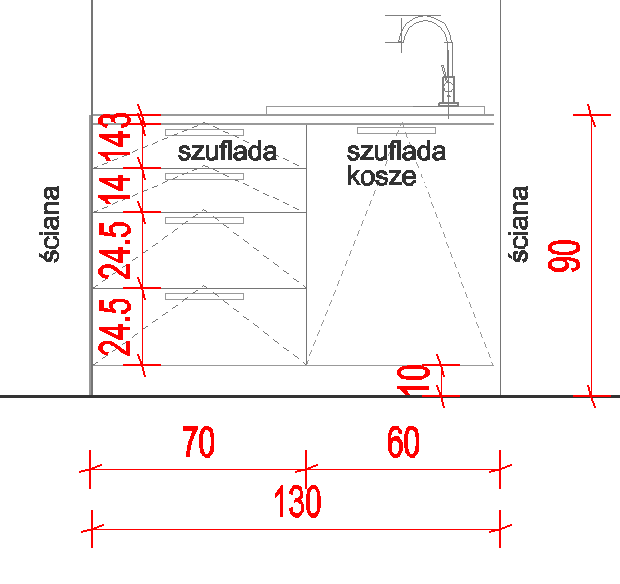 3
14
szuflada
szuflada
kosze
14
ściana
ściana
24.5
90
24.5
10
70
60
130